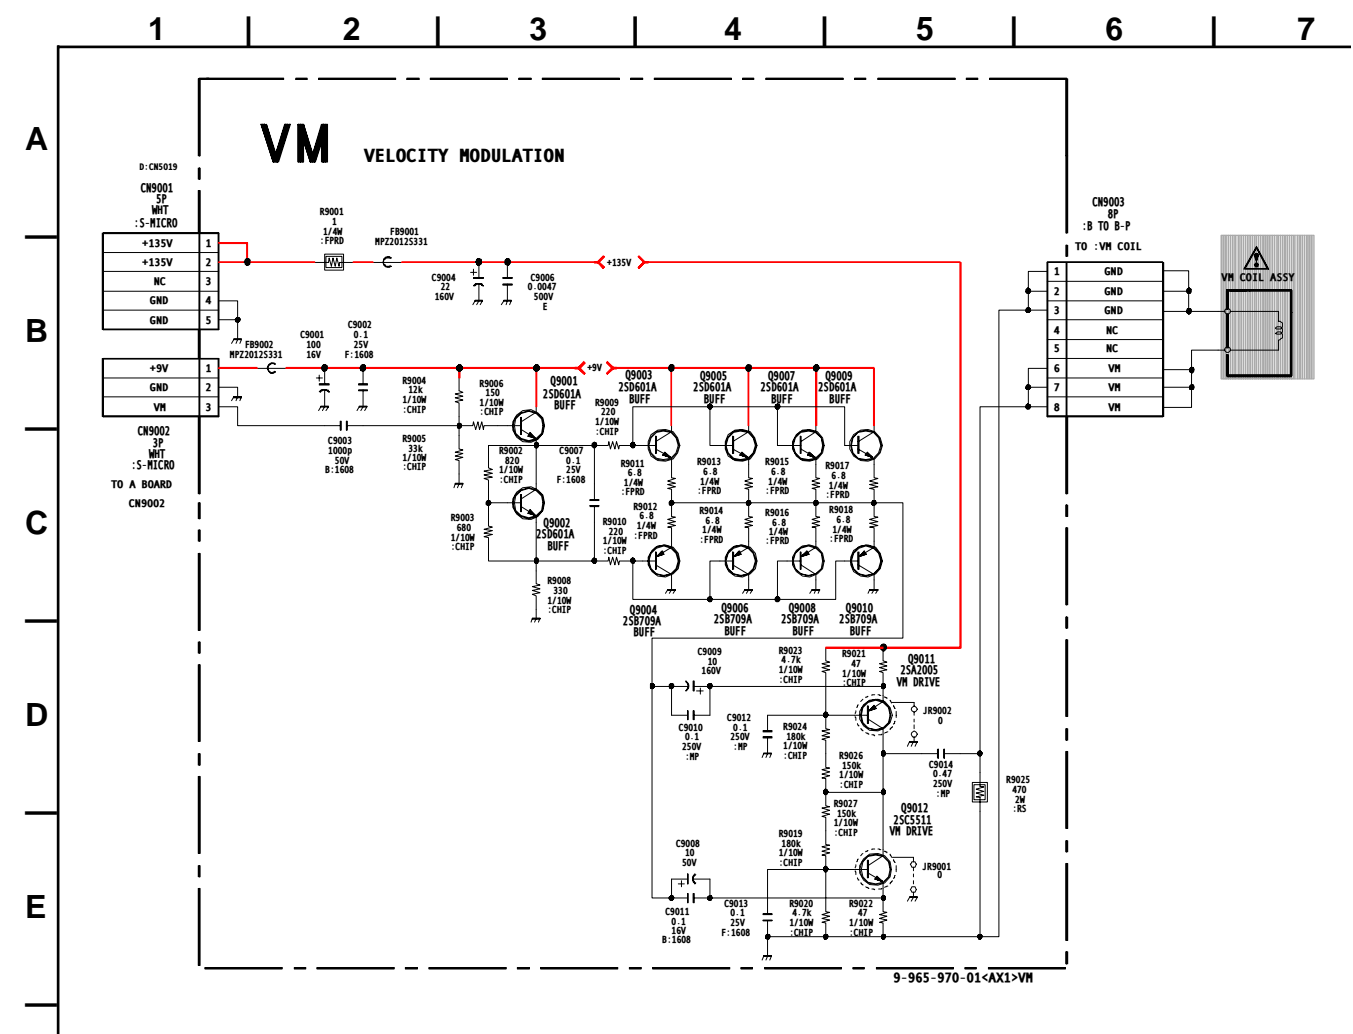 1 2 3 4 5 6 7
A
VM VELOCITY MODULATION
D:CN5019
CN9001
5P
WHT
:S-MICRO
+135V 1
+135V 2
NC 3
GND 4
GND 5
R9001
1
1/4W
:FPRD
FB9001
MPZ2012S331
C9004
22
160V
C9006
0.0047
500V
E
+135V
CN9003
8P
:B TO B-P
TO :VM COIL
1 GND
2 GND
3 GND
4 NC
5 NC
6 VM
7 VM
8 VM
VM COIL ASSY
B
FB9002
MPZ2012S331
C9001
100
16V
C9002
0.1
25V
F:1608
+9V 1
GND 2
VM 3
CN9002
3P
WHT
:S-MICRO
TO A BOARD
CN9002
C9003
1000p
50V
B:1608
R9004
12k
1/10W
:CHIP
R9005
33k
1/10W
:CHIP
R9006
150
1/10W
:CHIP
Q9001
2SD601A
BUFF
+9V
Q9003
2SD601A
BUFF
Q9005
2SD601A
BUFF
Q9007
2SD601A
BUFF
Q9009
2SD601A
BUFF
R9009
220
1/10W
:CHIP
C
R9002
820
1/10W
:CHIP
C9007
0.1
25V
F:1608
R9011
6.8
1/4W
:FPRD
R9013
6.8
1/4W
:FPRD
R9015
6.8
1/4W
:FPRD
R9017
6.8
1/4W
:FPRD
R9003
680
1/10W
:CHIP
Q9002
2SD601A
BUFF
R9010
220
1/10W
:CHIP
R9012
6.8
1/4W
:FPRD
R9014
6.8
1/4W
:FPRD
R9016
6.8
1/4W
:FPRD
R9018
6.8
1/4W
:FPRD
R9008
330
1/10W
:CHIP
Q9004
2SB709A
BUFF
Q9006
2SB709A
BUFF
Q9008
2SB709A
BUFF
Q9010
2SB709A
BUFF
D
C9009
10
160V
C9010
0.1
250V
:MP
C9012
0.1
250V
:MP
R9023
4.7k
1/10W
:CHIP
R9021
47
1/10W
:CHIP
Q9011
2SA2005
VM DRIVE
JR9002
0
R9024
180k
1/10W
:CHIP
R9026
150k
1/10W
:CHIP
C9014
0.47
250V
:MP
R9025
470
2W
:RS
R9027
150k
1/10W
:CHIP
Q9012
2SC5511
VM DRIVE
E
C9008
10
50V
R9019
180k
1/10W
:CHIP
JR9001
0
C9011
0.1
16V
B:1608
C9013
0.1
25V
F:1608
R9020
4.7k
1/10W
:CHIP
R9022
47
1/10W
:CHIP
9-965-970-01<AX1>VM